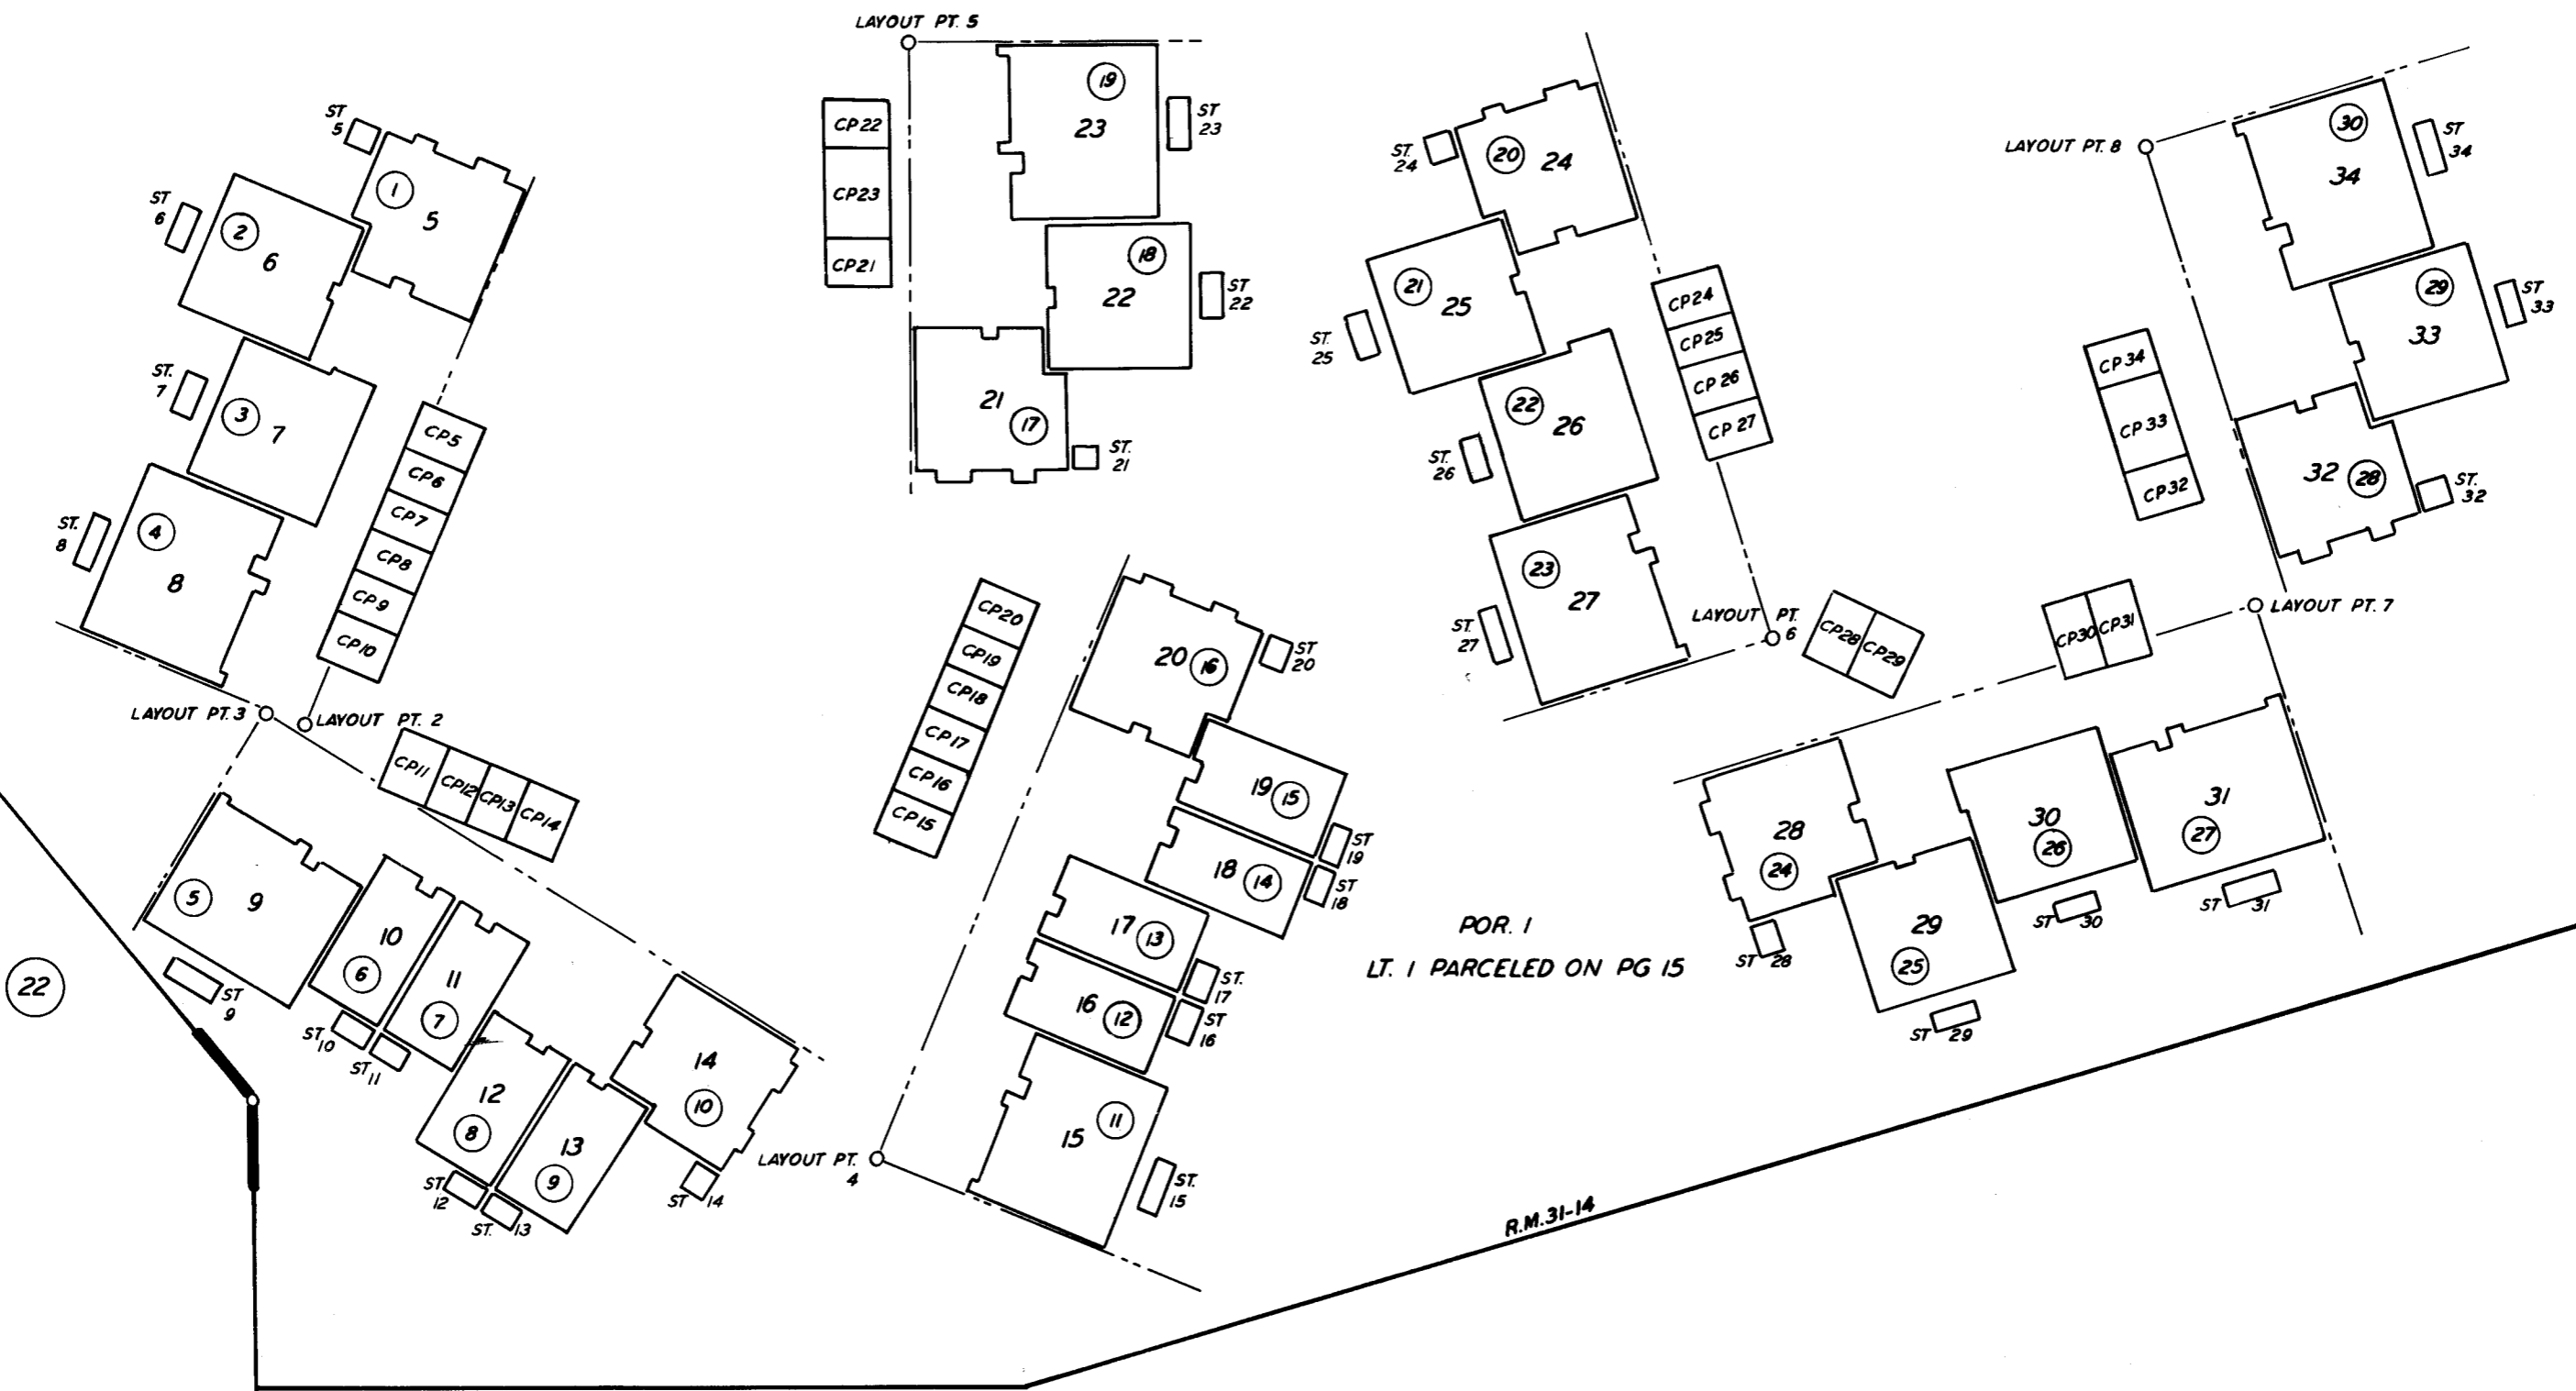 LAYOUT PT. 5
ST
5
1
5
ST
6
2
6
ST.
7
3
7
ST.
8
4
8
CP5
CP6
CP7
CP8
CP9
CP10
LAYOUT PT. 3
LAYOUT PT. 2
CP11
CP12
CP13
CP14
5
9
ST
9
10
6
ST
10
11
7
ST
11
12
8
ST
12
13
9
ST.
13
14
10
ST
14
22
CP22
CP23
CP21
19
23
ST
23
18
22
ST
22
21
17
ST.
21
CP20
CP19
CP18
CP17
CP16
CP15
20
16
ST
20
19
15
ST
19
18
14
ST
18
17
13
ST.
17
16
12
ST
16
15
11
ST.
15
LAYOUT PT.
4
ST.
24
20
24
21
25
ST.
25
22
26
ST.
26
23
27
ST.
27
CP24
CP25
CP26
CP27
LAYOUT PT.
6
CP28
CP29
LAYOUT PT. 8
30
34
ST
34
29
33
ST
33
CP34
CP33
CP32
32
28
ST.
32
CP30
CP31
LAYOUT PT. 7
28
24
ST 28
29
25
ST 29
30
26
ST 30
31
27
ST 31
POR. 1
LT. 1 PARCELED ON PG 15
R.M.31-14